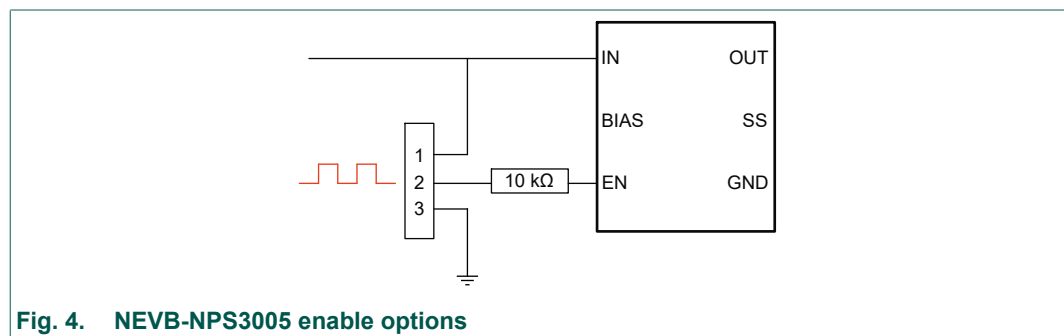 IN OUT
BIAS SS
1
2 10 kΩ EN GND
3
Fig. 4. NEVB-NPS3005 enable options